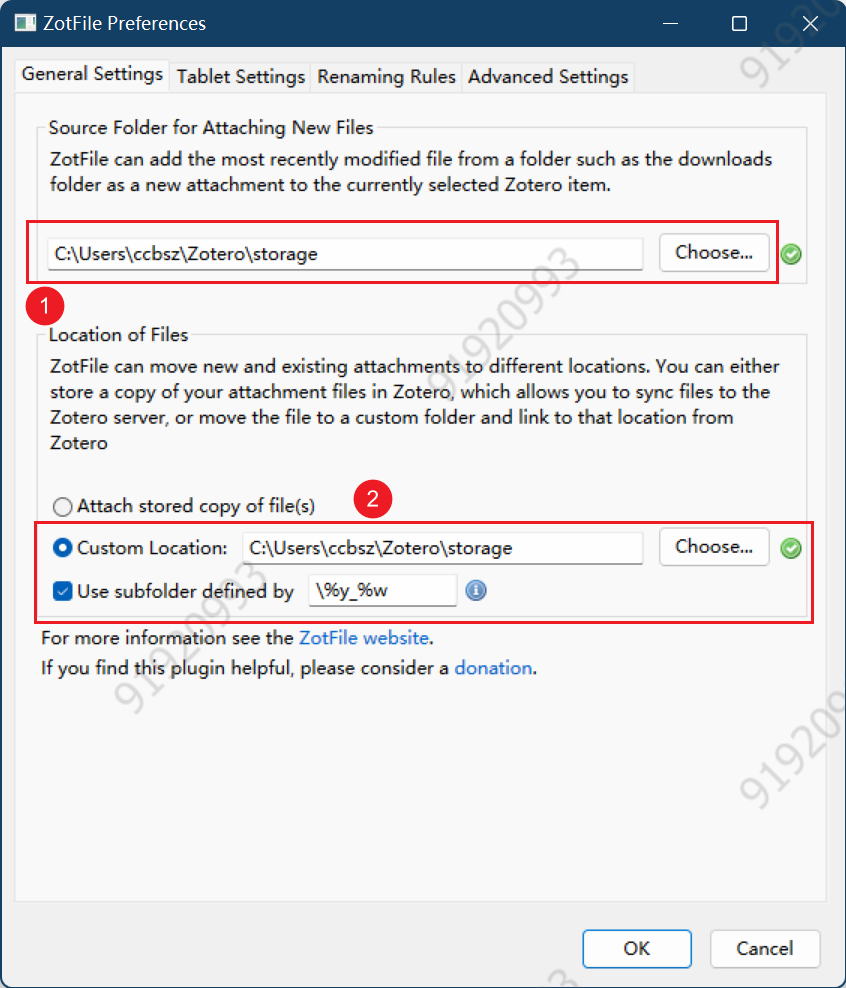 ZotFile Preferences
General Settings Tablet Settings Renaming Rules Advanced Settings
Source Folder for Attaching New Files
ZotFile can add the most recently modified file from a folder such as the downloads
folder as a new attachment to the currently selected Zotero item.
C:\Users\ccbsz\Zotero\storage Choose...
1
Location of Files
ZotFile can move new and existing attachments to different locations. You can either
store a copy of your attachment files in Zotero, which allows you to sync files to the
Zotero server, or move the file to a custom folder and link to that location from
Zotero
Attach stored copy of file(s)
2
Custom Location: C:\Users\ccbsz\Zotero\storage Choose...
Use subfolder defined by \%y_%w
For more information see the ZotFile website.
If you find this plugin helpful, please consider a donation.
OK Cancel
91920993
91920993